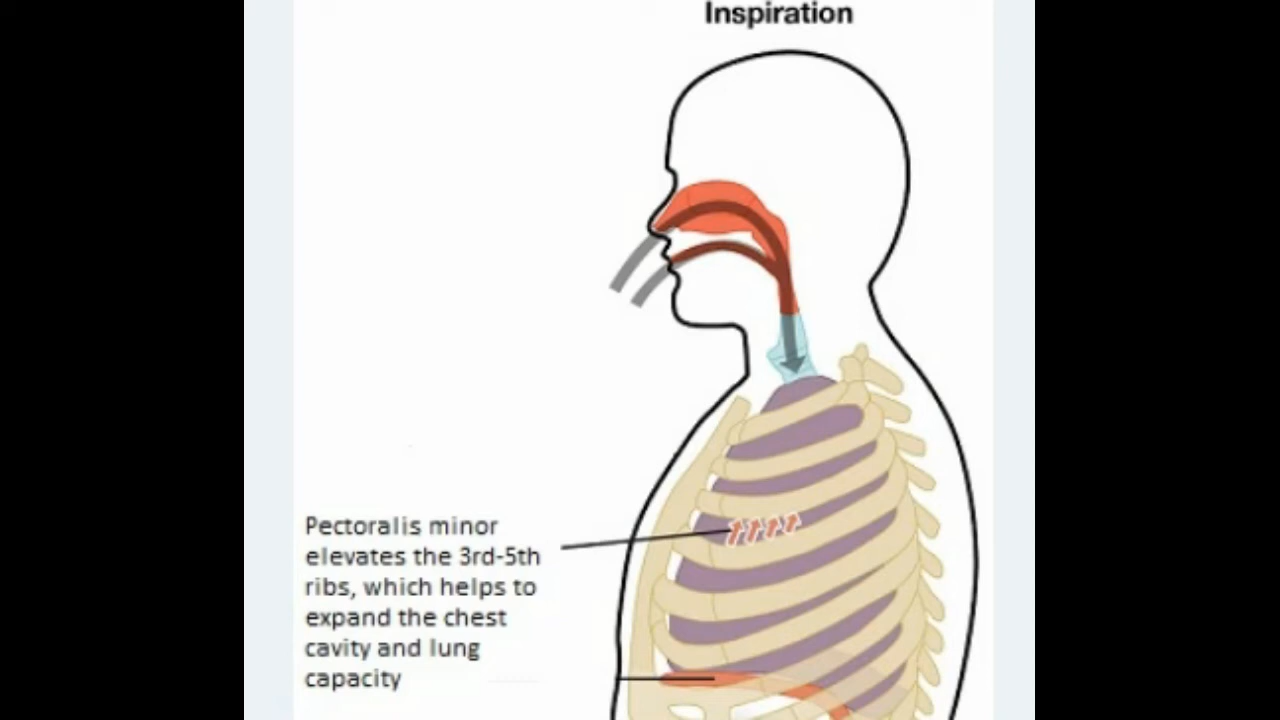 Inspiration
Pectoralis minor
elevates the 3rd-5th
ribs, which helps to
expand the chest
cavity and lung
capacity